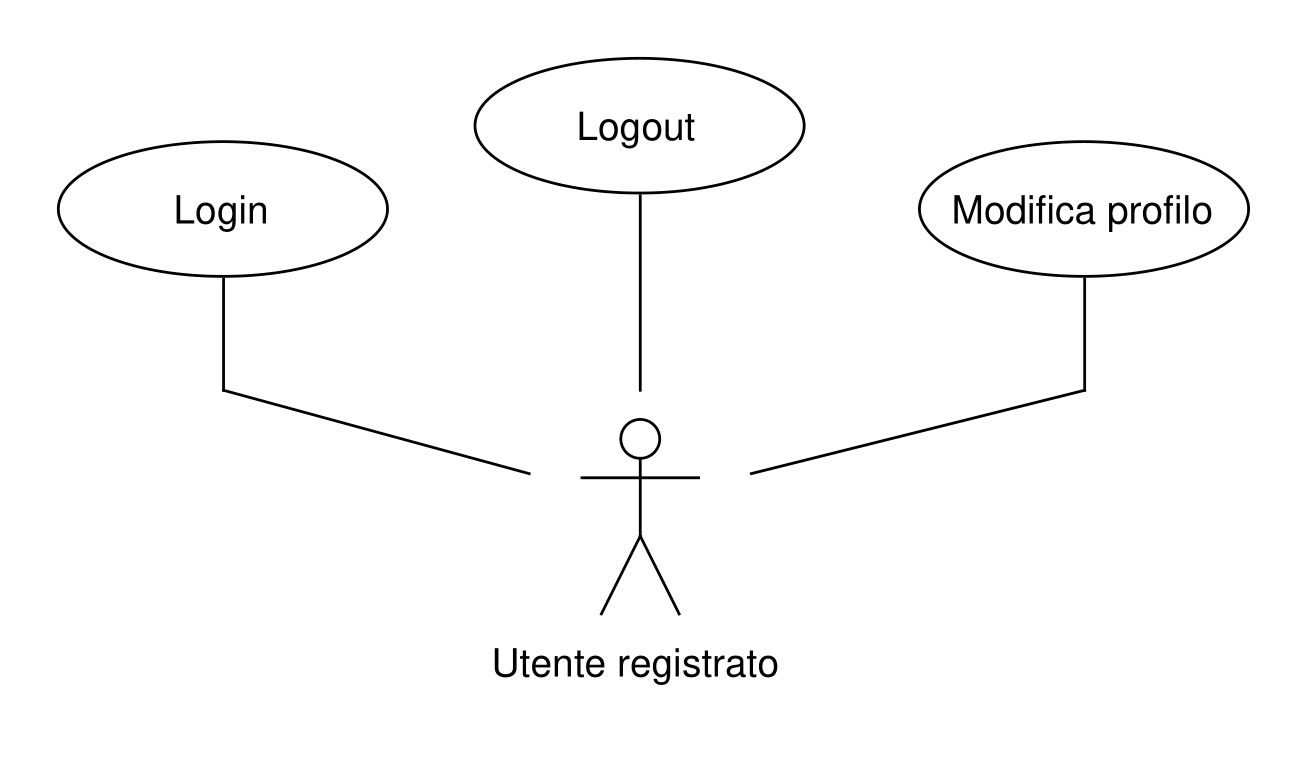 Logout
Login
Modifica profilo
Utente registrato